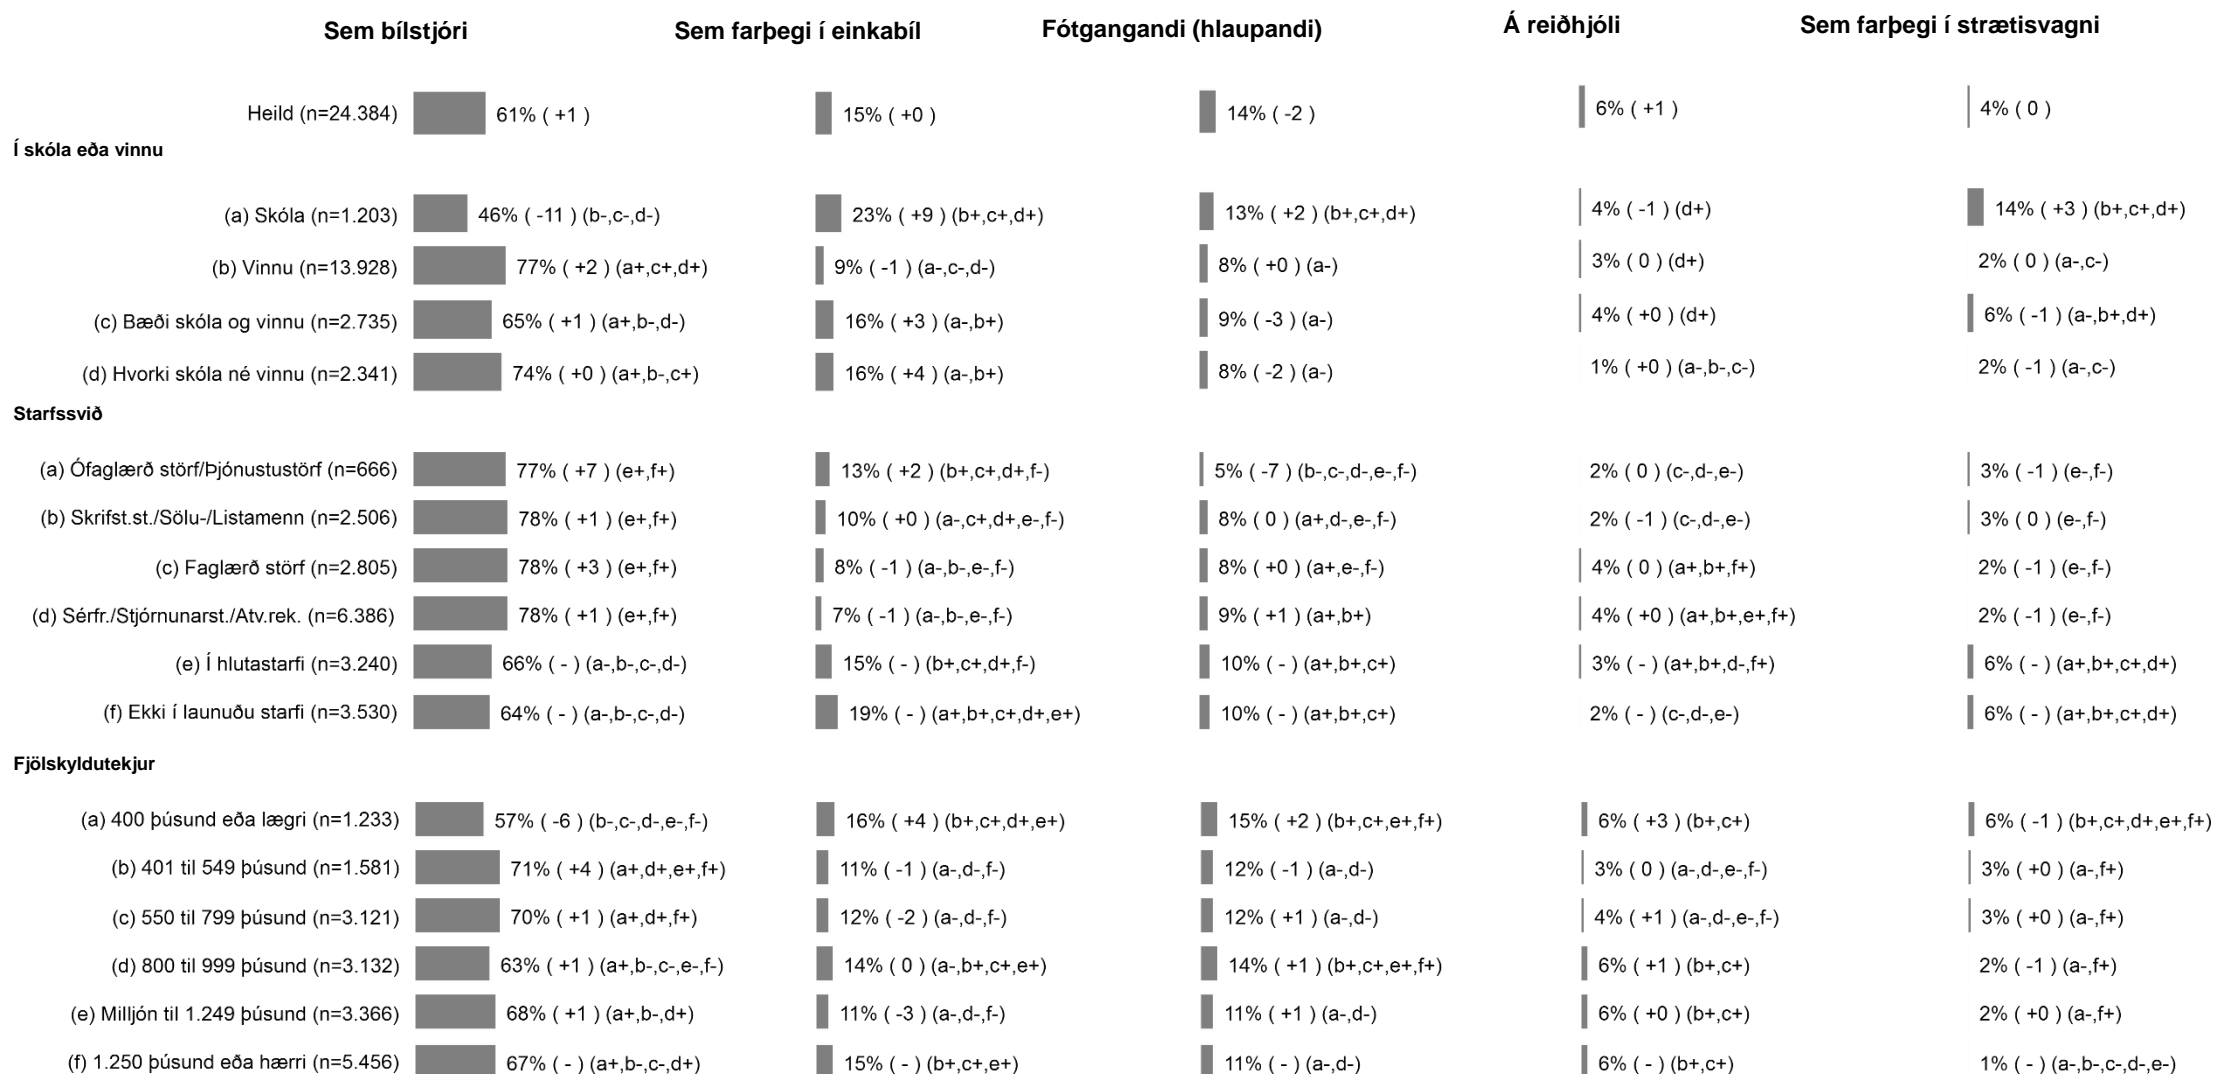 Sem bílstjóri Sem farþegi í einkabíl Fótgangandi (hlaupandi) Á reiðhjóli Sem farþegi í strætisvagni
Heild (n=24.384) 61% ( +1 ) 15% ( +0 ) 14% ( -2 ) 6% ( +1 ) 4% ( 0 )
Í skóla eða vinnu
(a) Skóla (n=1.203) 46% ( -11 ) (b-,c-,d-) 23% ( +9 ) (b+,c+,d+) 13% ( +2 ) (b+,c+,d+) 4% ( -1 ) (d+) 14% ( +3 ) (b+,c+,d+)
(b) Vinnu (n=13.928) 77% ( +2 ) (a+,c+,d+) 9% ( -1 ) (a-,c-,d-) 8% ( +0 ) (a-) 3% ( 0 ) (d+) 2% ( 0 ) (a-,c-)
(c) Bæði skóla og vinnu (n=2.735) 65% ( +1 ) (a+,b-,d-) 16% ( +3 ) (a-,b+) 9% ( -3 ) (a-) 4% ( +0 ) (d+) 6% ( -1 ) (a-,b+,d+)
(d) Hvorki skóla né vinnu (n=2.341) 74% ( +0 ) (a+,b-,c+) 16% ( +4 ) (a-,b+) 8% ( -2 ) (a-) 1% ( +0 ) (a-,b-,c-) 2% ( -1 ) (a-,c-)
Starfssvið
(a) Ófaglærð störf/Þjónustustörf (n=666) 77% ( +7 ) (e+,f+) 13% ( +2 ) (b+,c+,d+,f-) 5% ( -7 ) (b-,c-,d-,e-,f-) 2% ( 0 ) (c-,d-,e-) 3% ( -1 ) (e-,f-)
(b) Skrifst.st./Sölu-/Listamenn (n=2.506) 78% ( +1 ) (e+,f+) 10% ( +0 ) (a-,c+,d+,e-,f-) 8% ( 0 ) (a+,d-,e-,f-) 2% ( -1 ) (c-,d-,e-) 3% ( 0 ) (e-,f-)
(c) Faglærð störf (n=2.805) 78% ( +3 ) (e+,f+) 8% ( -1 ) (a-,b-,e-,f-) 8% ( +0 ) (a+,e-,f-) 4% ( 0 ) (a+,b+,f+) 2% ( -1 ) (e-,f-)
(d) Sérfr./Stjórnunarst./Atv.rek. (n=6.386) 78% ( +1 ) (e+,f+) 7% ( -1 ) (a-,b-,e-,f-) 9% ( +1 ) (a+,b+) 4% ( +0 ) (a+,b+,e+,f+) 2% ( -1 ) (e-,f-)
(e) Í hlutastarfi (n=3.240) 66% ( - ) (a-,b-,c-,d-) 15% ( - ) (b+,c+,d+,f-) 10% ( - ) (a+,b+,c+) 3% ( - ) (a+,b+,d-,f+) 6% ( - ) (a+,b+,c+,d+)
(f) Ekki í launuðu starfi (n=3.530) 64% ( - ) (a-,b-,c-,d-) 19% ( - ) (a+,b+,c+,d+,e+) 10% ( - ) (a+,b+,c+) 2% ( - ) (c-,d-,e-) 6% ( - ) (a+,b+,c+,d+)
Fjölskyldutekjur
(a) 400 þúsund eða lægri (n=1.233) 57% ( -6 ) (b-,c-,d-,e-,f-) 16% ( +4 ) (b+,c+,d+,e+) 15% ( +2 ) (b+,c+,e+,f+) 6% ( +3 ) (b+,c+) 6% ( -1 ) (b+,c+,d+,e+,f+)
(b) 401 til 549 þúsund (n=1.581) 71% ( +4 ) (a+,d+,e+,f+) 11% ( -1 ) (a-,d-,f-) 12% ( -1 ) (a-,d-) 3% ( 0 ) (a-,d-,e-,f-) 3% ( +0 ) (a-,f+)
(c) 550 til 799 þúsund (n=3.121) 70% ( +1 ) (a+,d+,f+) 12% ( -2 ) (a-,d-,f-) 12% ( +1 ) (a-,d-) 4% ( +1 ) (a-,d-,e-,f-) 3% ( +0 ) (a-,f+)
(d) 800 til 999 þúsund (n=3.132) 63% ( +1 ) (a+,b-,c-,e-,f-) 14% ( 0 ) (a-,b+,c+,e+) 14% ( +1 ) (b+,c+,e+,f+) 6% ( +1 ) (b+,c+) 2% ( -1 ) (a-,f+)
(e) Milljón til 1.249 þúsund (n=3.366) 68% ( +1 ) (a+,b-,d+) 11% ( -3 ) (a-,d-,f-) 11% ( +1 ) (a-,d-) 6% ( +0 ) (b+,c+) 2% ( +0 ) (a-,f+)
(f) 1.250 þúsund eða hærri (n=5.456) 67% ( - ) (a+,b-,c-,d+) 15% ( - ) (b+,c+,e+) 11% ( - ) (a-,d-) 6% ( - ) (b+,c+) 1% ( - ) (a-,b-,c-,d-,e-)